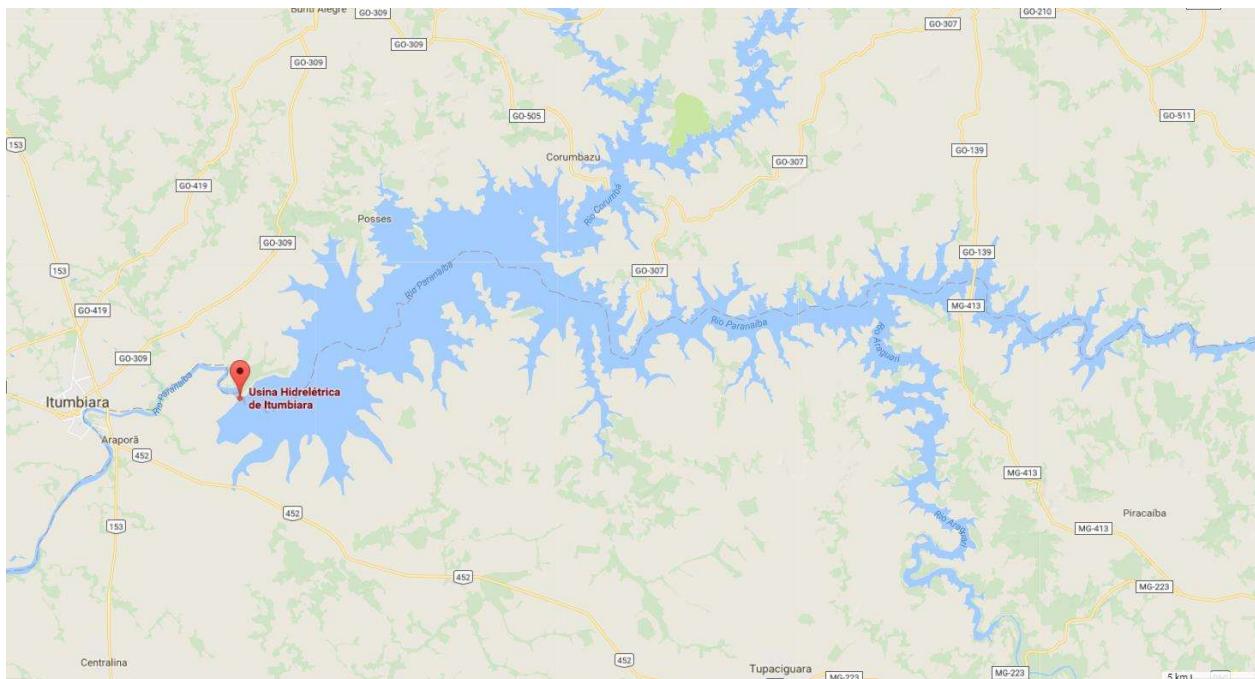 Buriti Alegre
GO-309
GO-307
GO-210
GO-309
GO-309
GO-505
GO-511
153
Corumbazu
GO-307
GO-139
GO-419
Rio Corumbá
Posses
GO-309
GO-139
153
Rio Paranaíba
GO-307
GO-419
MG-413
Rio Paranaíba
Rio Araguari
GO-309
Rio Paranaíba
Usina Hidrelétrica
de Itumbiara
Itumbiara
Araporã
452
MG-413
452
153
Rio Araguari
Piracaíba
MG-413
452
MG-223
Centralina
452
Tupaciguara
MG-223
MG-223
5 km